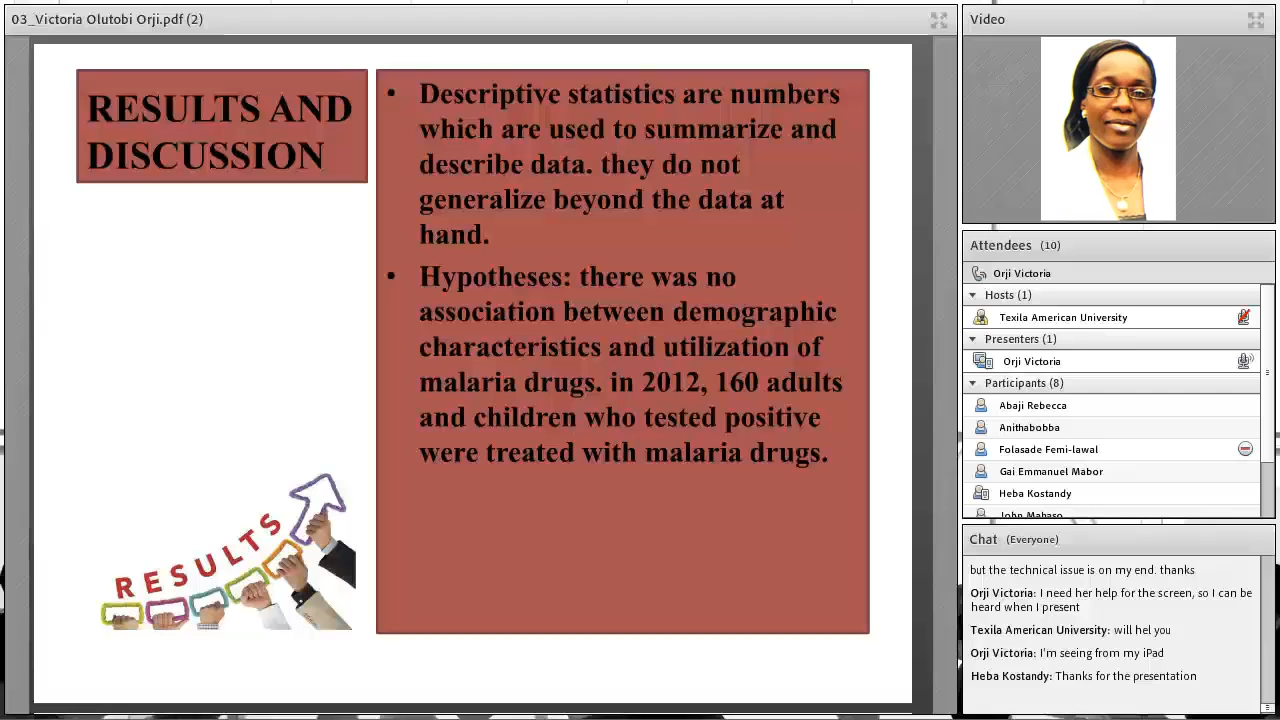 03_Victoria Olutobi Orji.pdf (2)
RESULTS AND
DISCUSSION
• Descriptive statistics are numbers
which are used to summarize and
describe data. they do not
generalize beyond the data at
hand.
• Hypotheses: there was no
association between demographic
characteristics and utilization of
malaria drugs. in 2012, 160 adults
and children who tested positive
were treated with malaria drugs.
RESULTS
Video
Attendees (10)
Orji Victoria
Hosts (1)
Texila American University
Presenters (1)
Orji Victoria
Participants (8)
Abaji Rebecca
Anithabobba
Folasade Femi-lawal
Gai Emmanuel Mabor
Heba Kostandy
John Mabaso
Chat (Everyone)
but the technical issue is on my end. thanks
Orji Victoria: I need her help for the screen, so I can be
heard when I present
Texila American University: will hel you
Orji Victoria: I'm seeing from my iPad
Heba Kostandy: Thanks for the presentation